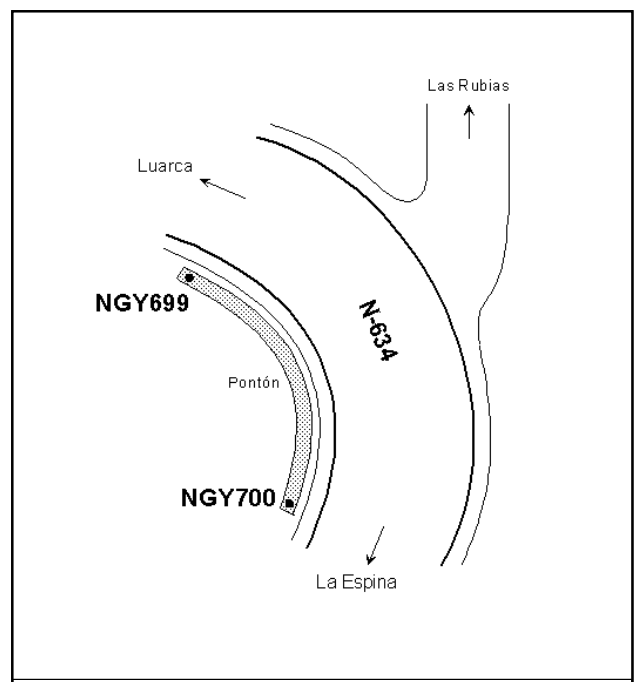 Las Rubias
Luarca
NGY699
N-634
Pontón
NGY700
La Espina